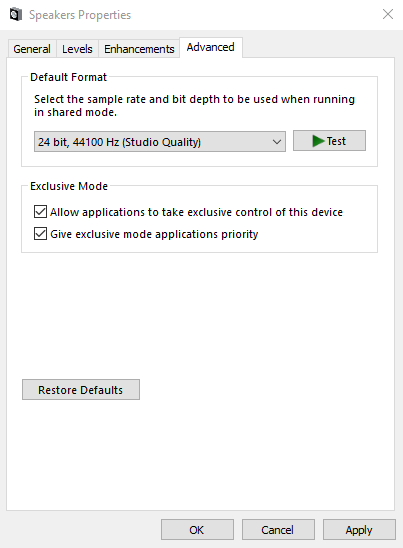 Speakers Properties
General
Levels
Enhancements
Advanced
Default Format
Select the sample rate and bit depth to be used when running
in shared mode.
24 bit, 44100 Hz (Studio Quality)
Test
Exclusive Mode
Allow applications to take exclusive control of this device
Give exclusive mode applications priority
Restore Defaults
OK
Cancel
Apply